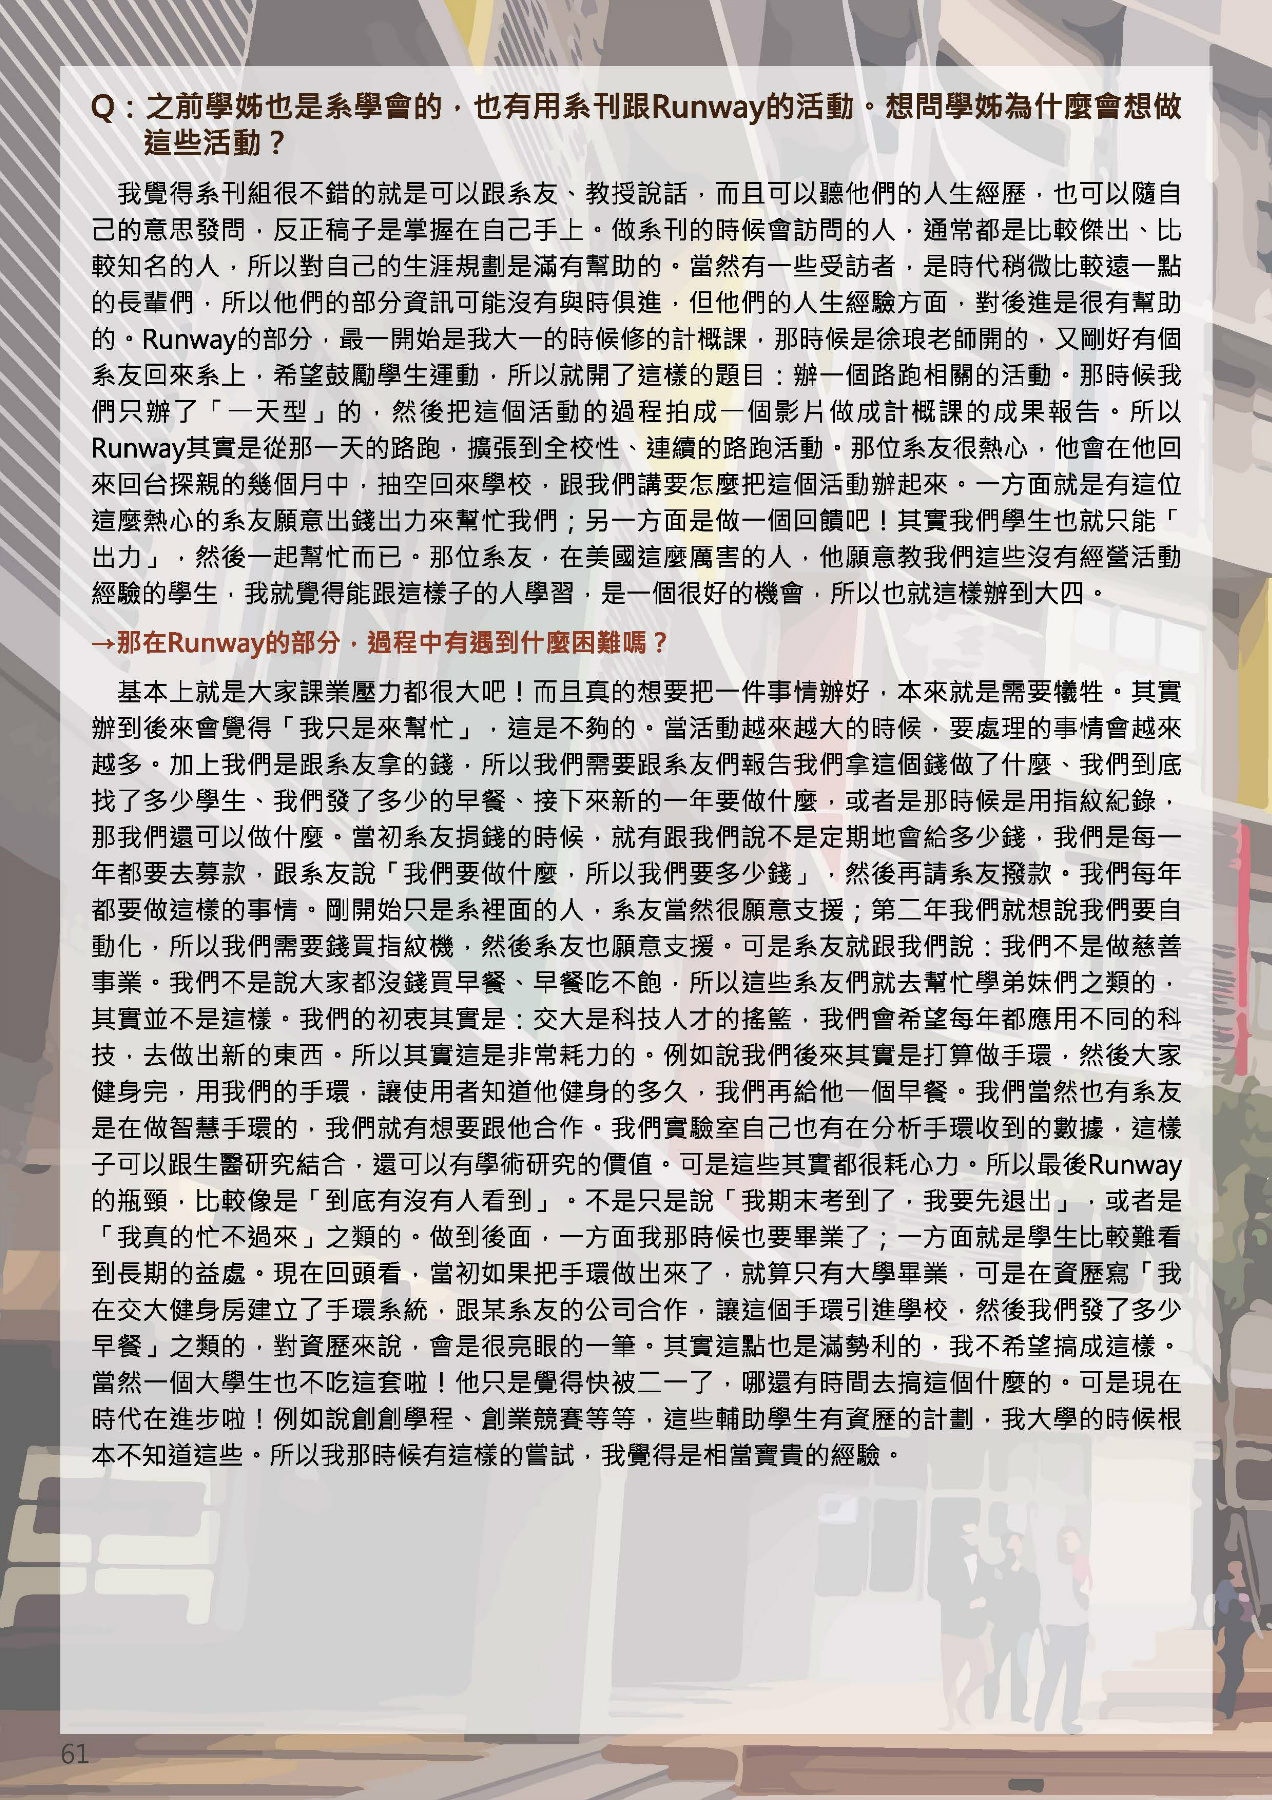 Q：之前學姊也是系學會的，也有用系刊跟Runway的活動。想問學姊為什麼會想做
這些活動？
我覺得系刊組很不錯的就是可以跟系友、教授說話，而且可以聽他們的人生經歷，也可以隨自
己的意思發問，反正稿子是掌握在自己手上。做系刊的時候會訪問的人，通常都是比較傑出、比
較知名的人，所以對自己的生涯規劃是滿有幫助的。當然有一些受訪者，是時代稍微比較遠一點
的長輩們，所以他們的部分資訊可能沒有與時俱進，但他們的人生經驗方面，對後進是很有幫助
的。Runway的部分，最一開始是我大一的時候修的計概課，那時候是徐琅老師開的，又剛好有個
系友回來系上，希望鼓勵學生運動，所以就開了這樣的題目：辦一個路跑相關的活動。那時候我
們只辦了「一天型」的，然後把這個活動的過程拍成一個影片做成計概課的成果報告。所以
Runway其實是從那一天的路跑，擴張到全校性、連續的路跑活動。那位系友很熱心，他會在他回
來回台探親的幾個月中，抽空回來學校，跟我們講要怎麼把這個活動辦起來。一方面就是有這位
這麼熱心的系友願意出錢出力來幫忙我們；另一方面是做一個回饋吧！其實我們學生也就只能「
出力」，然後一起幫忙而已。那位系友，在美國這麼厲害的人，他願意教我們這些沒有經營活動
經驗的學生，我就覺得能跟這樣子的人學習，是一個很好的機會，所以也就這樣辦到大四。
→那在Runway的部分，過程中有遇到什麼困難嗎？
基本上就是大家課業壓力都很大吧！而且真的想要把一件事情辦好，本來就是需要犧牲。其實
辦到後來會覺得「我只是來幫忙」，這是不夠的。當活動越來越大的時候，要處理的事情會越來
越多。加上我們是跟系友拿的錢，所以我們需要跟系友們報告我們拿這個錢做了什麼、我們到底
找了多少學生、我們發了多少的早餐、接下來新的一年要做什麼，或者是那時候是用指紋紀錄，
那我們還可以做什麼。當初系友捐錢的時候，就有跟我們說不是定期地會給多少錢，我們是每一
年都要去募款，跟系友說「我們要做什麼，所以我們要多少錢」，然後再請系友撥款。我們每年
都要做這樣的事情。剛開始只是系裡面的人，系友當然很願意支援；第二年我們就想說我們要自
動化，所以我們需要錢買指紋機，然後系友也願意支援。可是系友就跟我們說：我們不是做慈善
事業。我們不是說大家都沒錢買早餐、早餐吃不飽，所以這些系友們就去幫忙學弟妹們之類的，
其實並不是這樣。我們的初衷其實是：交大是科技人才的搖籃，我們會希望每年都應用不同的科
技，去做出新的東西。所以其實這是非常耗力的。例如說我們後來其實是打算做手環，然後大家
健身完，用我們的手環，讓使用者知道他健身的多久，我們再給他一個早餐。我們當然也有系友
是在做智慧手環的，我們就有想要跟他合作。我們實驗室自己也有在分析手環收到的數據，這樣
子可以跟生醫研究結合，還可以有學術研究的價值。可是這些其實都很耗心力。所以最後Runway
的瓶頸，比較像是「到底有沒有人看到」。不是只是說「我期末考到了，我要先退出」，或者是
「我真的忙不過來」之類的。做到後面，一方面我那時候也要畢業了；一方面就是學生比較難看
到長期的益處。現在回頭看，當初如果把手環做出來了，就算只有大學畢業，可是在資歷寫「我
在交大健身房建立了手環系統，跟某系友的公司合作，讓這個手環引進學校，然後我們發了多少
早餐」之類的，對資歷來說，會是很亮眼的一筆。其實這點也是滿勢利的，我不希望搞成這樣。
當然一個大學生也不吃這套啦！他只是覺得快被二一了，哪還有時間去搞這個什麼的。可是現在
時代在進步啦！例如說創創學程、創業競賽等等，這些輔助學生有資歷的計劃，我大學的時候根
本不知道這些。所以我那時候有這樣的嘗試，我覺得是相當寶貴的經驗。
61